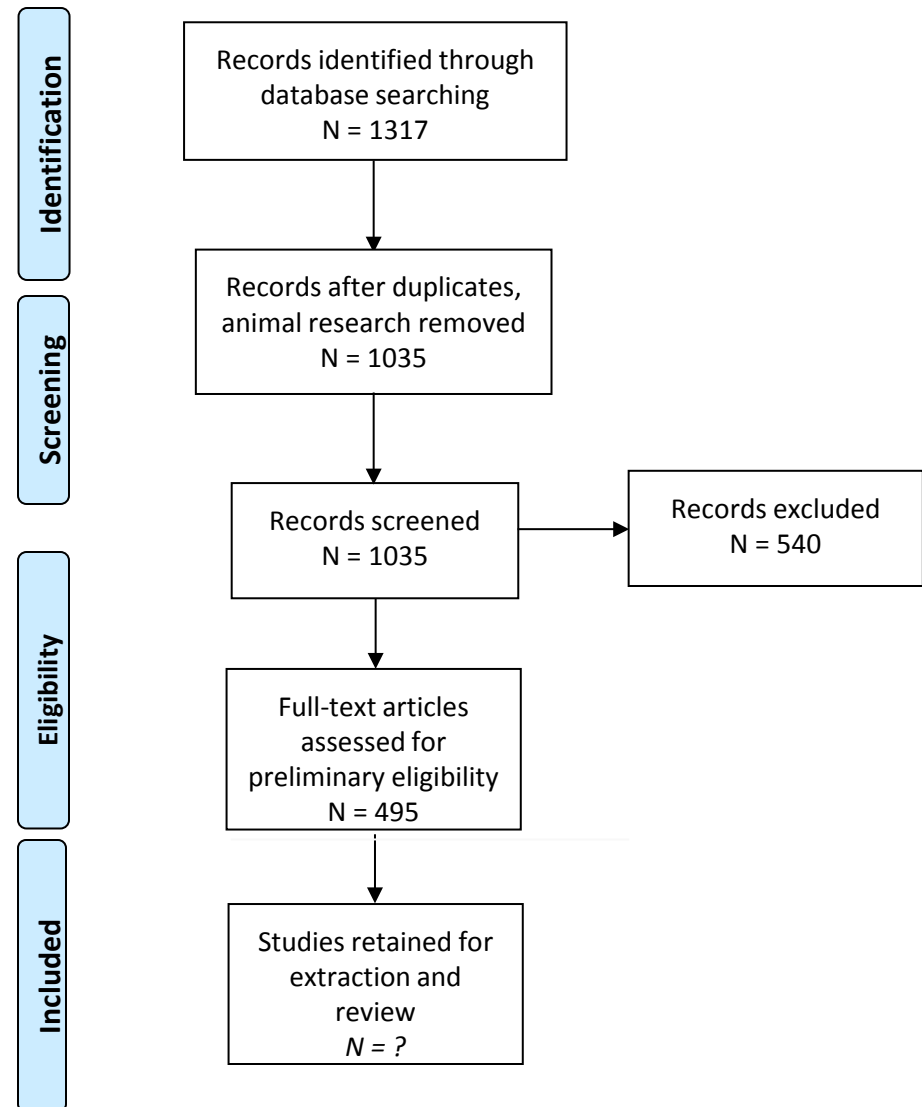 Identification
Records identified through
database searching
N = 1317
Records after duplicates,
animal research removed
N = 1035
Screening
Records screened
N = 1035
Records excluded
N = 540
Eligibility
Full-text articles
assessed for
preliminary eligibility
N = 495
Included
Studies retained for
extraction and
review
N = ?